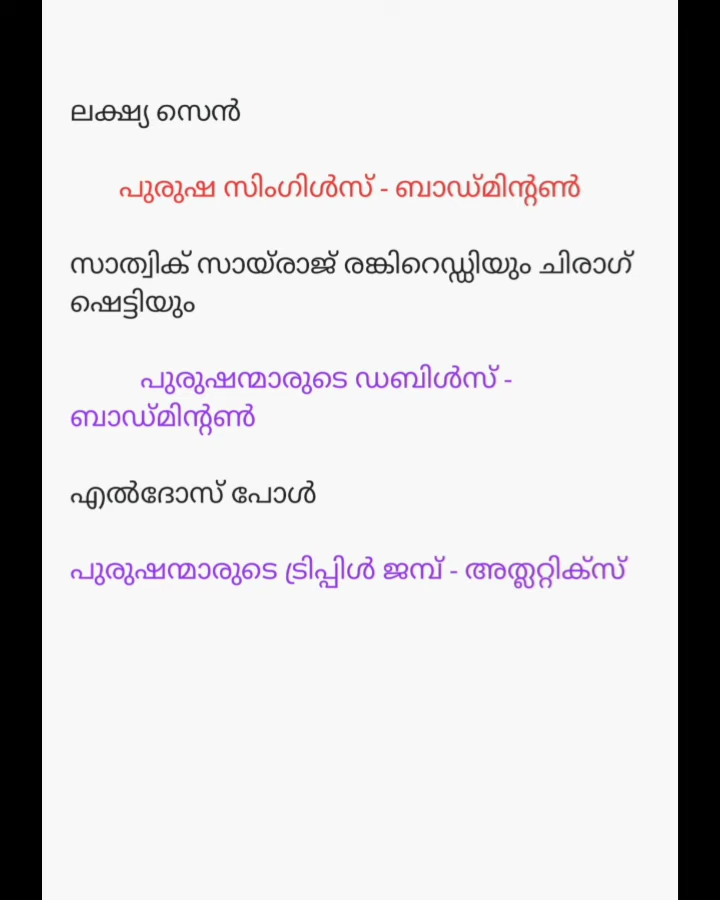 ലക്ഷ്യ സെൻ
പുരുഷ സിംഗിൾസ് - ബാഡ്മിന്റൺ
സാത്വിക് സായ്‌രാജ് രങ്കിറെഡ്ഡിയും ചിരാഗ്
ഷെട്ടിയും
പുരുഷന്മാരുടെ ഡബിൾസ് -
ബാഡ്മിന്റൺ
എൽദോസ് പോൾ
പുരുഷന്മാരുടെ ട്രിപ്പിൾ ജമ്പ് - അത്ലറ്റിക്സ്